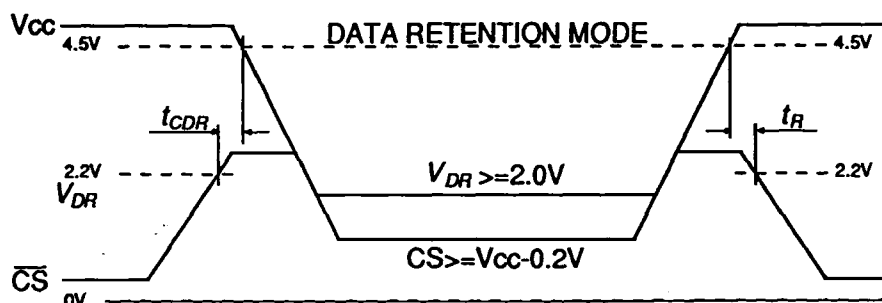 Vcc
4.5V
DATA RETENTION MODE
4.5V
tCDR
tR
2.2V
VDR
VDR >=2.0V
2.2V
CS>=Vcc-0.2V
CS
0V